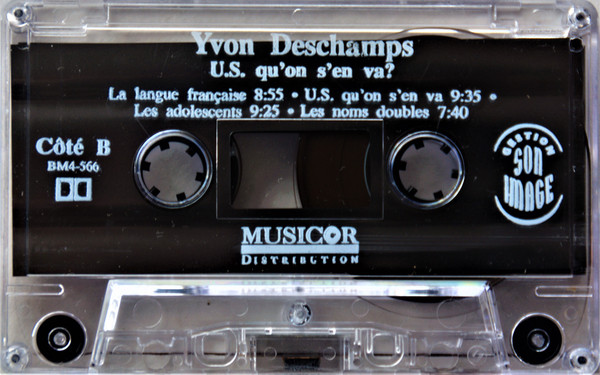 Yvon Deschamps
U.S. qu'on s'en va?
La langue française 8:55 • U.S. qu'on s'en va 9:35 •
Les adolescents 9:25 • Les noms doubles 7:40
Côté B
BM4-566
GESTION
SON
IMAGE
MUSICOR
DISTRIBUTION